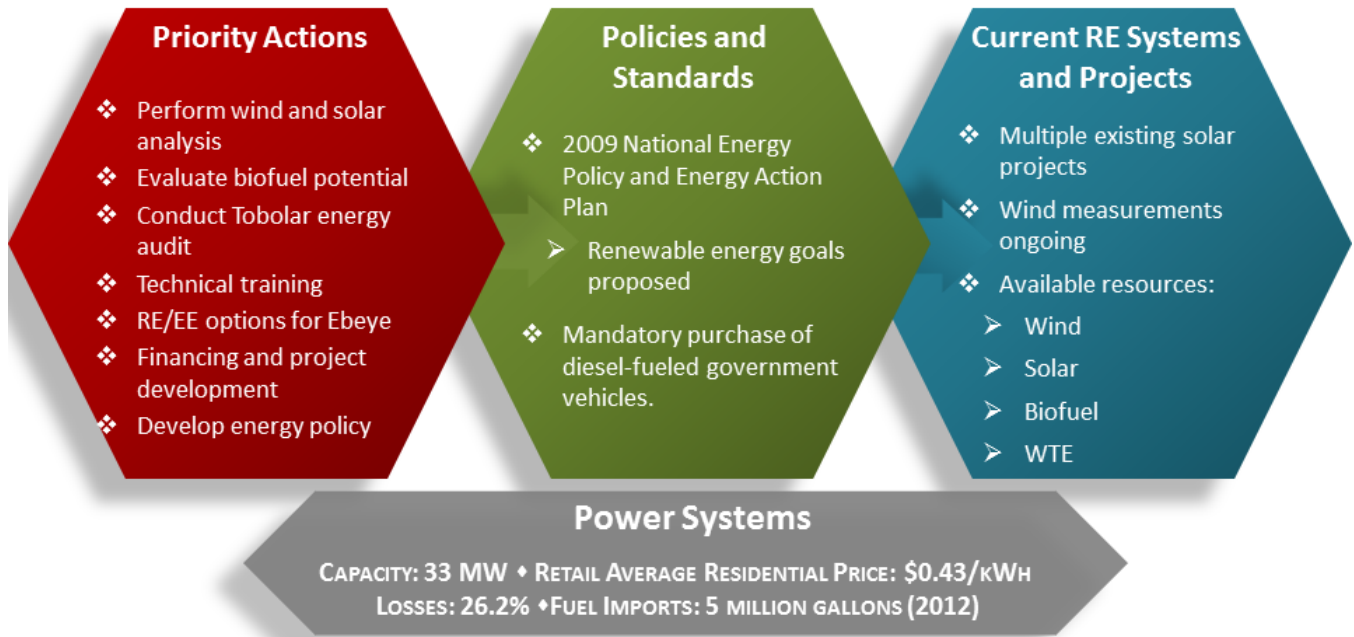 Priority Actions
❖ Perform wind and solar
analysis
❖ Evaluate biofuel potential
❖ Conduct Tobolar energy
audit
❖ Technical training
❖ RE/EE options for Ebeye
❖ Financing and project
development
❖ Develop energy policy
Policies and
Standards
❖ 2009 National Energy
Policy and Energy Action
Plan
➢ Renewable energy goals
proposed
❖ Mandatory purchase of
diesel-fueled government
vehicles.
Current RE Systems
and Projects
❖ Multiple existing solar
projects
❖ Wind measurements
ongoing
❖ Available resources:
➢ Wind
➢ Solar
➢ Biofuel
➢ WTE
Power Systems
CAPACITY: 33 MW ♦ RETAIL AVERAGE RESIDENTIAL PRICE: $0.43/KWH
LOSSES: 26.2% ♦FUEL IMPORTS: 5 MILLION GALLONS (2012)